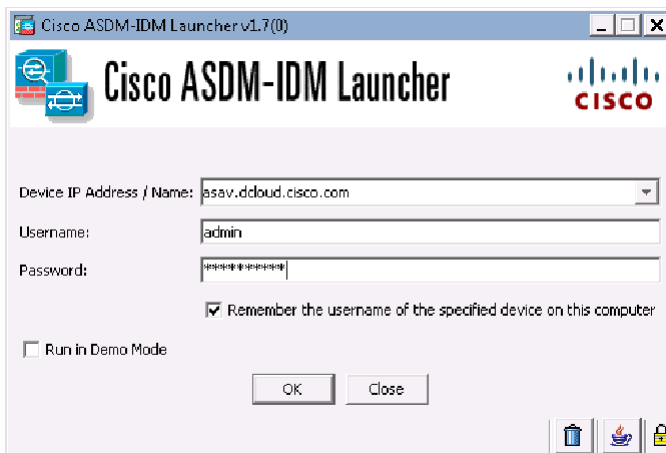 Cisco ASDM-IDM Launcher v1.7(0)
Cisco ASDM-IDM Launcher
CISCO
Device IP Address / Name: asav.dcloud.cisco.com
Username: admin
Password: **********
Remember the username of the specified device on this computer
Run in Demo Mode
OK Close